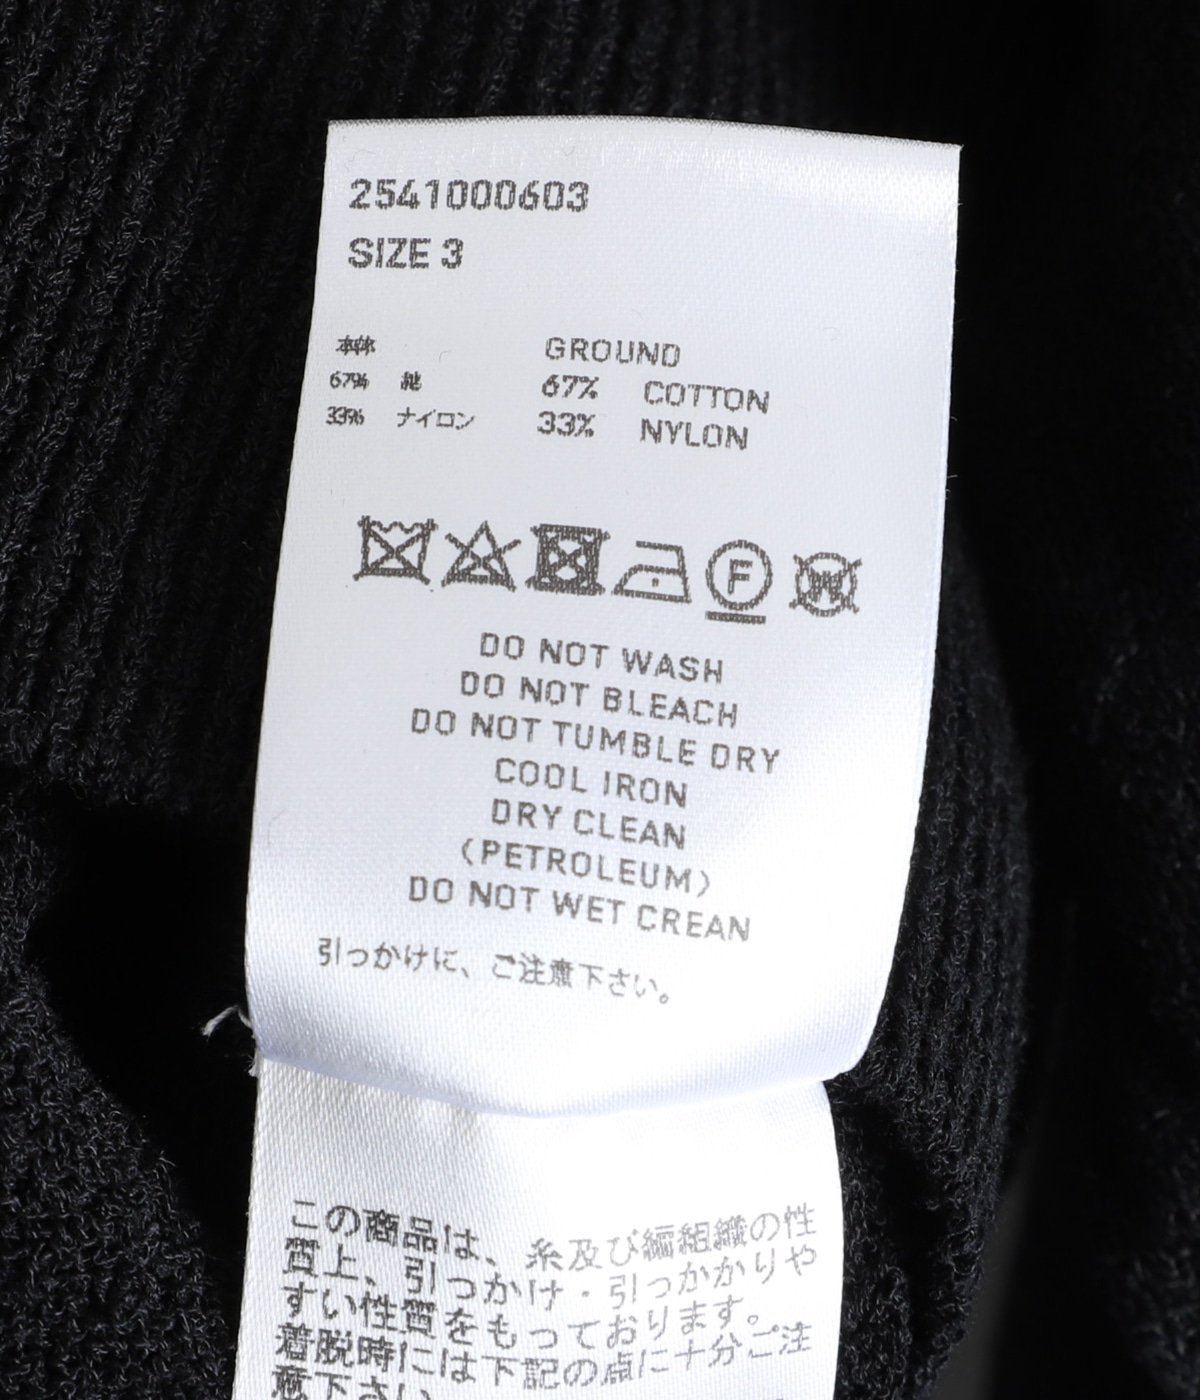 2541000603
SIZE 3
本体 GROUND
67% 綿 67% COTTON
33% ナイロン 33% NYLON
F
W
DO NOT WASH
DO NOT BLEACH
DO NOT TUMBLE DRY
COOL IRON
DRY CLEAN
(PETROLEUM)
DO NOT WET CREAN
引っかけに、ご注意下さい。
この商品は、糸及び編組織の性
質上、引っかけ・引っかかりや
すい性質をもっております。
着脱時には下記の点に十分ご注
意下さい。